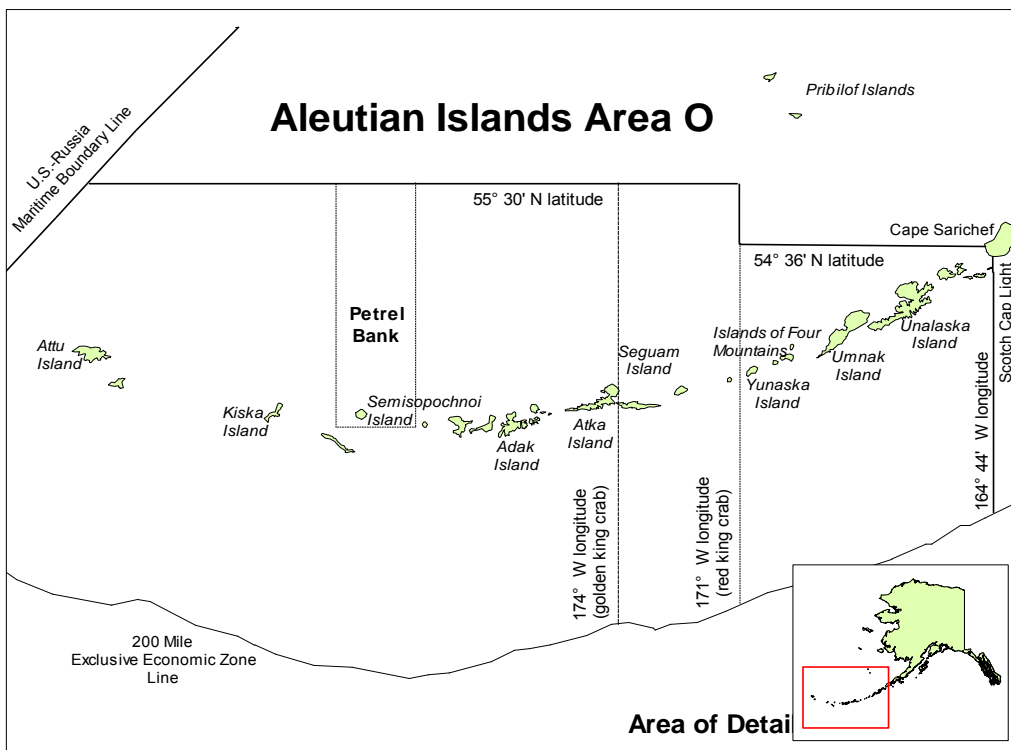 U.S.-Russia
Maritime Boundary Line
Aleutian Islands Area O
Pribilof Islands
55° 30' N latitude
Cape Sarichef
54° 36' N latitude
Scotch Cap Light
164° 44' W longitude
Petrel
Bank
Attu
Island
Kiska
Island
Semisopochnoi
Island
Adak
Island
Atka
Island
Seguam
Island
Islands of Four
Mountains
Yunaska
Island
Umnak
Island
Unalaska
Island
174° W longitude
(golden king crab)
171° W longitude
(red king crab)
200 Mile
Exclusive Economic Zone
Line
Area of Detai